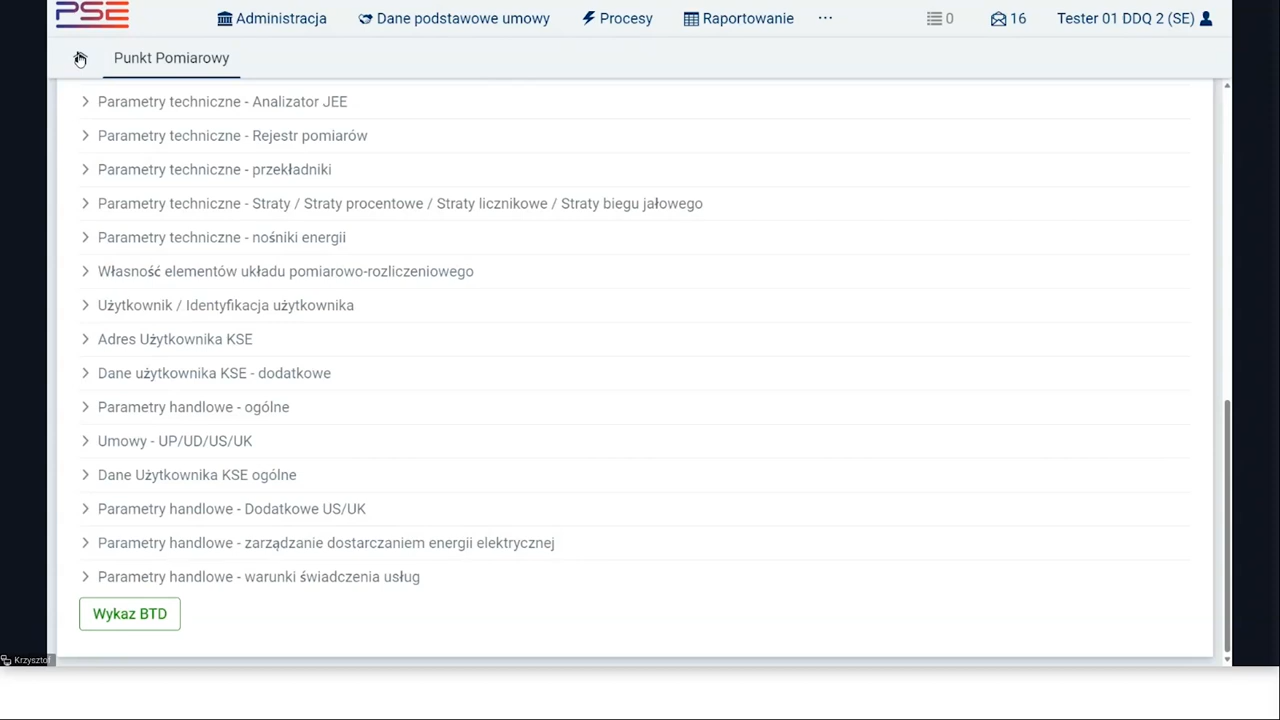 PSE
Administracja
Dane podstawowe umowy
Procesy
Raportowanie
...
0
16
Tester 01 DDQ 2 (SE)
Punkt Pomiarowy
Parametry techniczne - Analizator JEE
Parametry techniczne - Rejestr pomiarów
Parametry techniczne - przekładniki
Parametry techniczne - Straty / Straty procentowe / Straty licznikowe / Straty biegu jałowego
Parametry techniczne - nośniki energii
Własność elementów układu pomiarowo-rozliczeniowego
Użytkownik / Identyfikacja użytkownika
Adres Użytkownika KSE
Dane użytkownika KSE - dodatkowe
Parametry handlowe - ogólne
Umowy - UP/UD/US/UK
Dane Użytkownika KSE ogólne
Parametry handlowe - Dodatkowe US/UK
Parametry handlowe - zarządzanie dostarczaniem energii elektrycznej
Parametry handlowe - warunki świadczenia usług
Wykaz BTD
Krzysztof